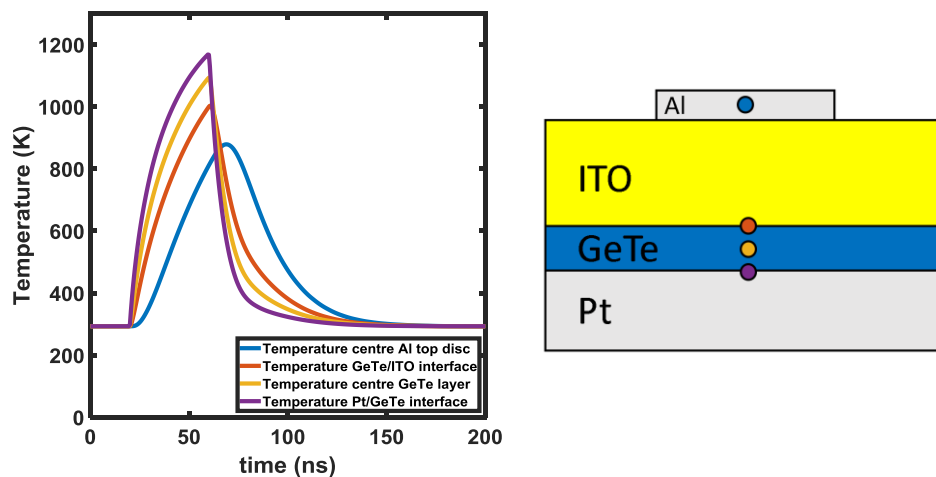 1200
1000
800
600
400
200
0
0 50 100 150 200
Temperature (K)
time (ns)
Temperature centre Al top disc
Temperature GeTe/ITO interface
Temperature centre GeTe layer
Temperature Pt/GeTe interface
Al
ITO
GeTe
Pt